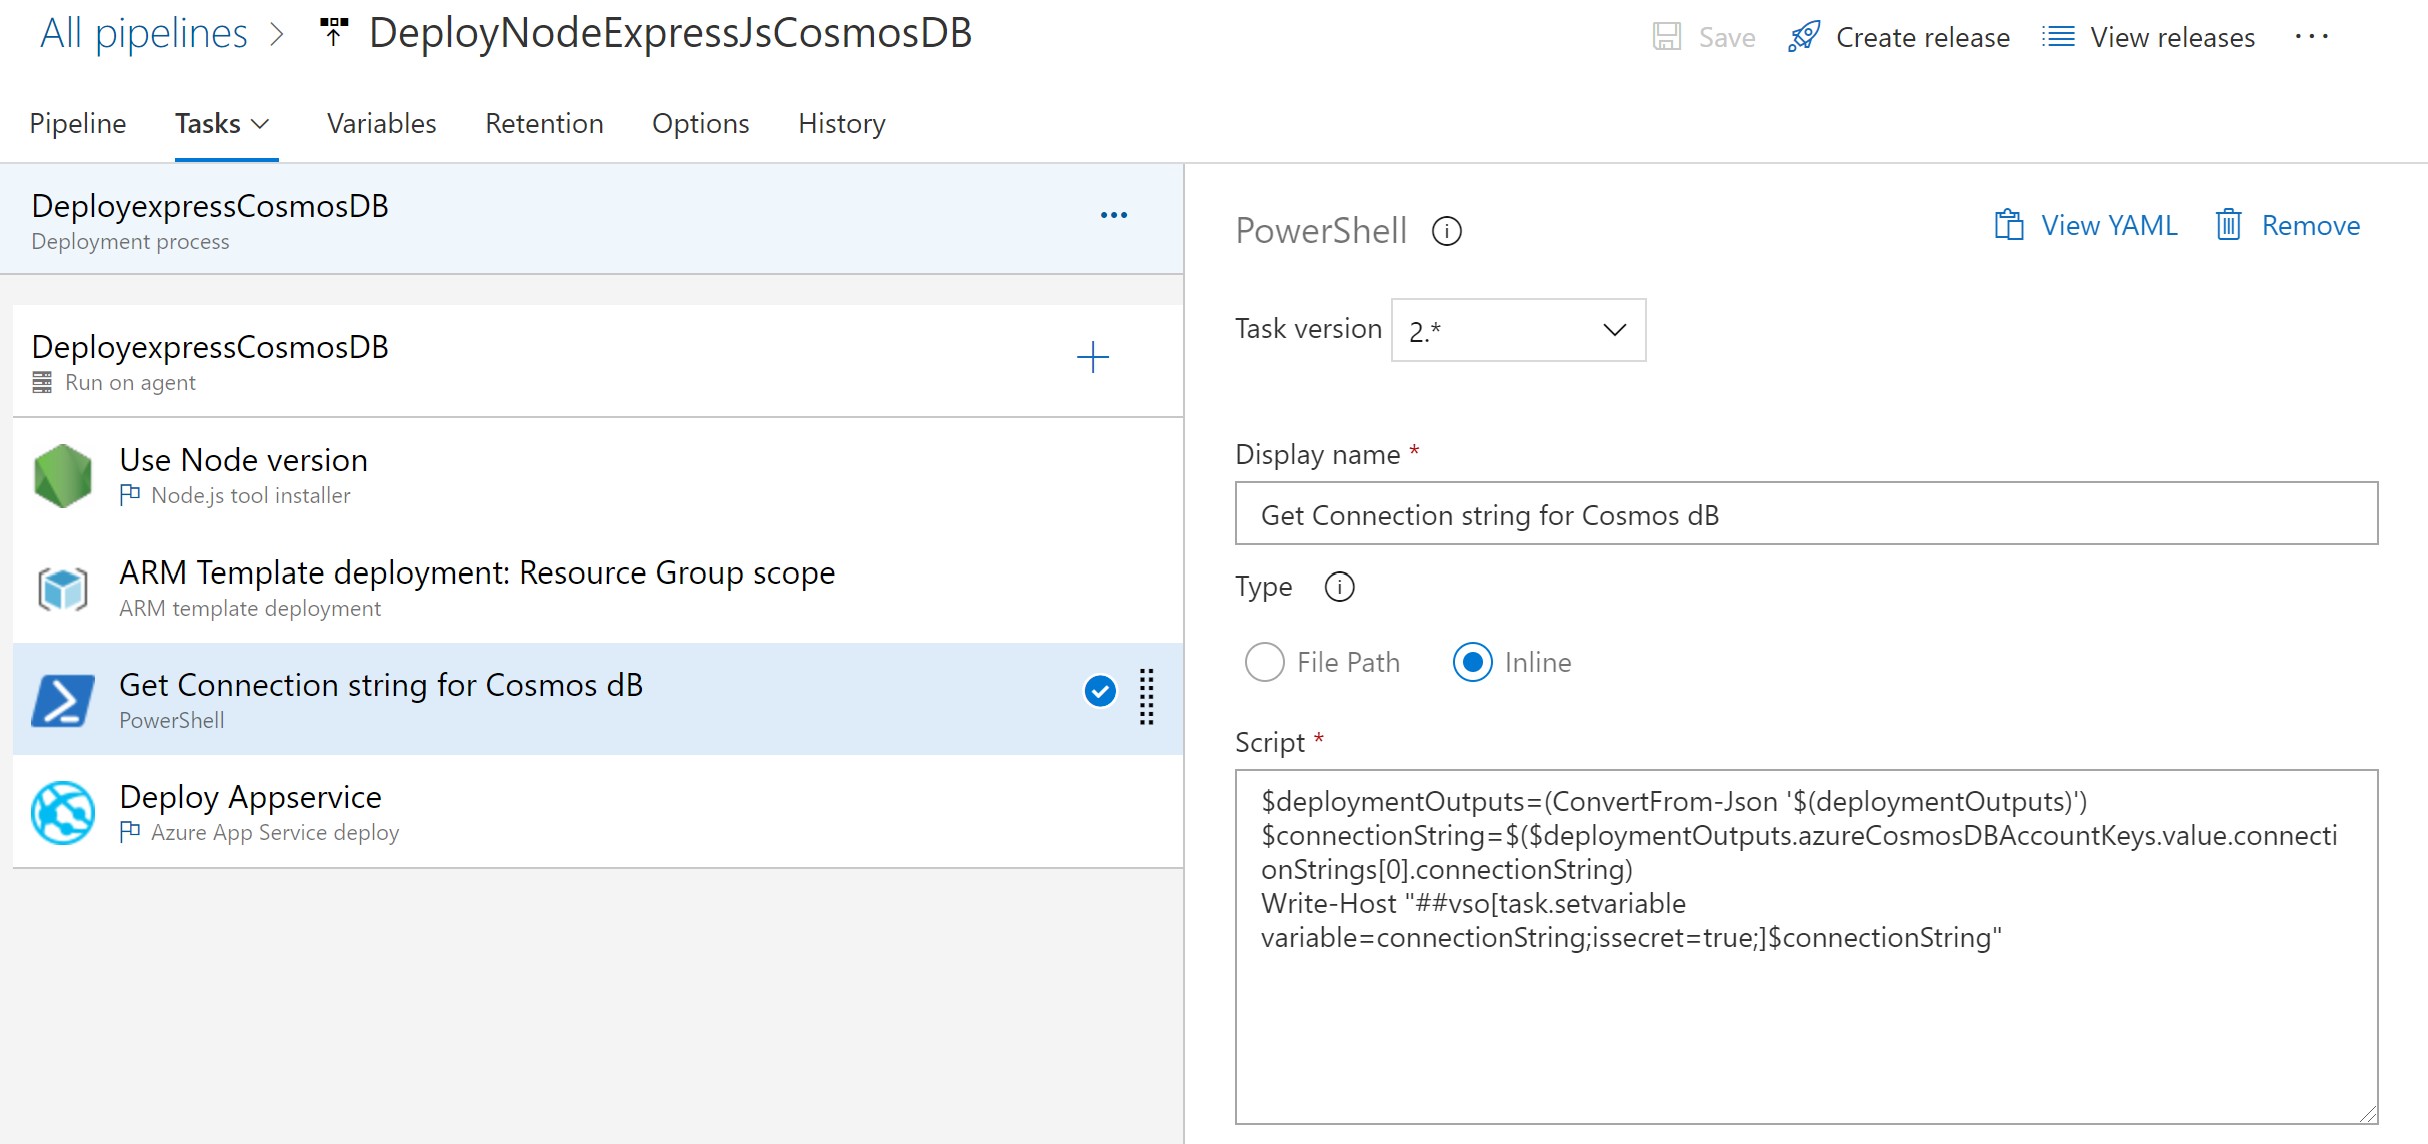 All pipelines > DeployNodeExpressJsCosmosDB
Save Create release View releases ...
Pipeline Tasks Variables Retention Options History
DeployexpressCosmosDB
Deployment process
DeployexpressCosmosDB
Run on agent
Use Node version
Node.js tool installer
ARM Template deployment: Resource Group scope
ARM template deployment
Get Connection string for Cosmos dB
PowerShell
Deploy Appservice
Azure App Service deploy
PowerShell
View YAML Remove
Task version 2.*
Display name *
Get Connection string for Cosmos dB
Type
File Path Inline
Script *
$deploymentOutputs=(ConvertFrom-Json '$(deploymentOutputs)')
$connectionString=$($deploymentOutputs.azureCosmosDBAccountKeys.value.connecti
onStrings[0].connectionString)
Write-Host "##vso[task.setvariable
variable=connectionString;issecret=true;]$connectionString"